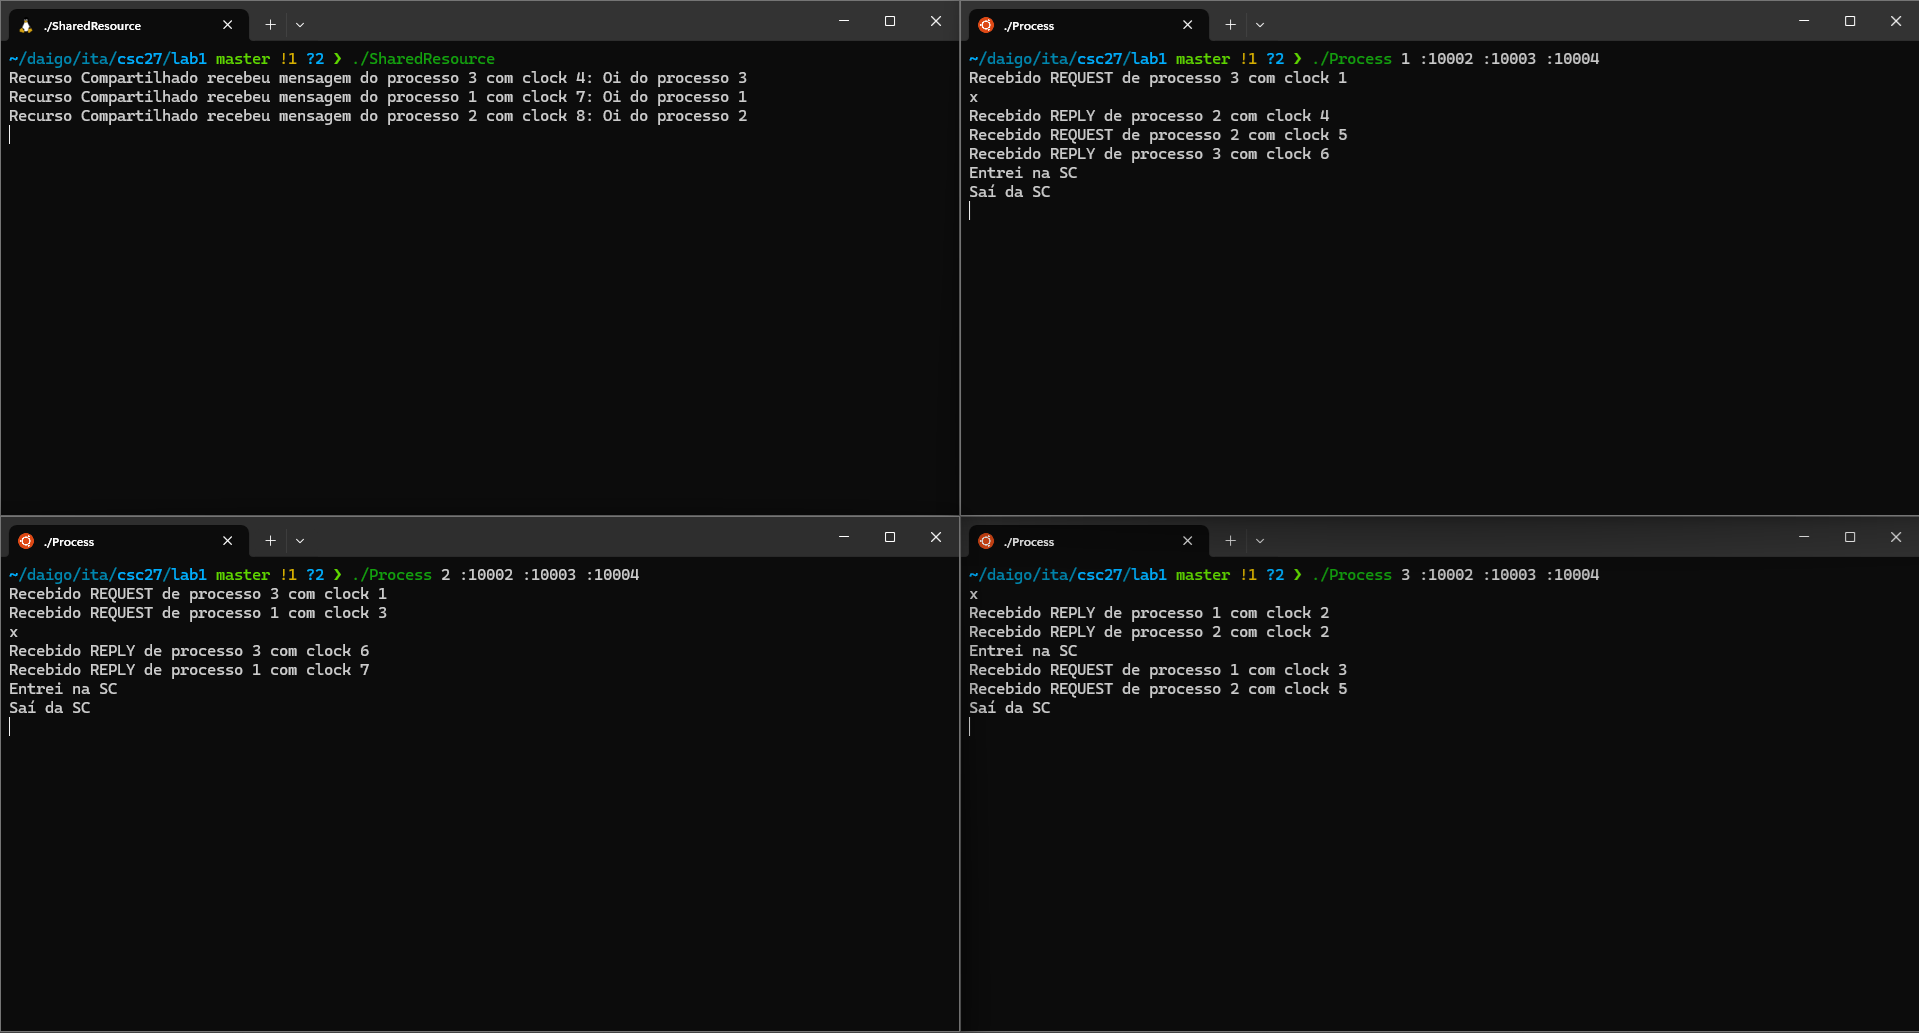 ./SharedResource
~/daigo/ita/csc27/lab1 master !1 ?2 ❯ ./SharedResource
Recurso Compartilhado recebeu mensagem do processo 3 com clock 4: Oi do processo 3
Recurso Compartilhado recebeu mensagem do processo 1 com clock 7: Oi do processo 1
Recurso Compartilhado recebeu mensagem do processo 2 com clock 8: Oi do processo 2
./Process
~/daigo/ita/csc27/lab1 master !1 ?2 ❯ ./Process 1 :10002 :10003 :10004
Recebido REQUEST de processo 3 com clock 1
x
Recebido REPLY de processo 2 com clock 4
Recebido REQUEST de processo 2 com clock 5
Recebido REPLY de processo 3 com clock 6
Entrei na SC
Saí da SC
./Process
~/daigo/ita/csc27/lab1 master !1 ?2 ❯ ./Process 2 :10002 :10003 :10004
Recebido REQUEST de processo 3 com clock 1
Recebido REQUEST de processo 1 com clock 3
x
Recebido REPLY de processo 3 com clock 6
Recebido REPLY de processo 1 com clock 7
Entrei na SC
Saí da SC
./Process
~/daigo/ita/csc27/lab1 master !1 ?2 ❯ ./Process 3 :10002 :10003 :10004
x
Recebido REPLY de processo 1 com clock 2
Recebido REPLY de processo 2 com clock 2
Entrei na SC
Recebido REQUEST de processo 1 com clock 3
Recebido REQUEST de processo 2 com clock 5
Saí da SC